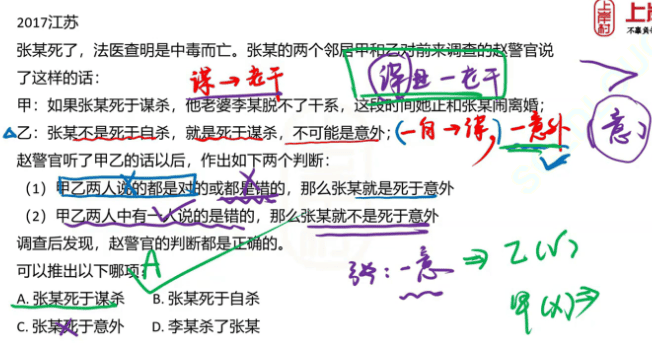 上岸村
上岸
不辜负
2017江苏
张某死了，法医查明是中毒而亡。张某的两个邻居甲和乙对前来调查的赵警官说
了这样的话：
谋→老干
谋且一老干
甲：如果张某死于谋杀，他老婆李某脱不了干系，这段时间她正和张某闹离婚；
乙：张某不是死于自杀，就是死于谋杀，不可能是意外；
(一自→谋，一意外
(意)
赵警官听了甲乙的话以后，作出如下两个判断：
（1）甲乙两人说的都是对的或都是错的，那么张某就是死于意外
（2）甲乙两人中有一人说的是错的，那么张某就不是死于意外
调查后发现，赵警官的判断都是正确的。
可以推出以下哪项？
A
张：一意 ⇒ 乙(√)
甲(×)⇒
A. 张某死于谋杀 B. 张某死于自杀
C. 张某死于意外 D. 李某杀了张某